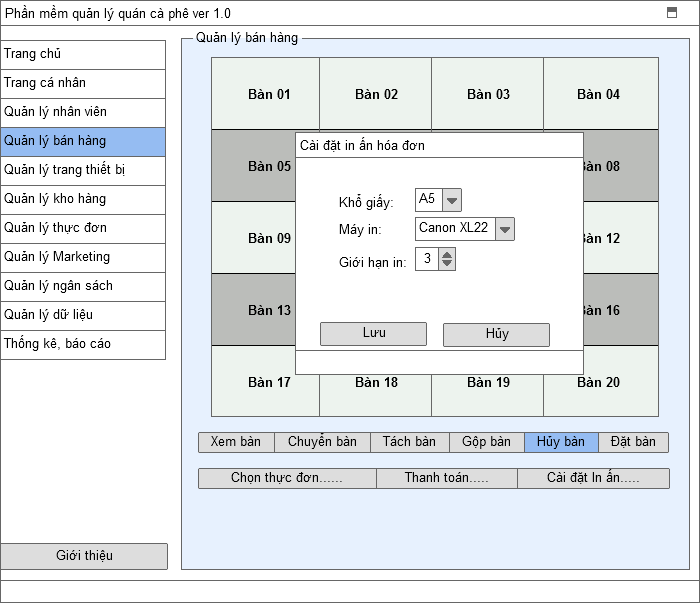 Phần mềm quản lý quán cà phê ver 1.0
Trang chủ
Trang cá nhân
Quản lý nhân viên
Quản lý bán hàng
Quản lý trang thiết bị
Quản lý kho hàng
Quản lý thực đơn
Quản lý Marketing
Quản lý ngân sách
Quản lý dữ liệu
Thống kê, báo cáo
Giới thiệu
Quản lý bán hàng
Bàn 01 Bàn 02 Bàn 03 Bàn 04
Bàn 05 Bàn 08
Bàn 09 Bàn 12
Bàn 13 Bàn 16
Bàn 17 Bàn 18 Bàn 19 Bàn 20
Cài đặt in ấn hóa đơn
Khổ giấy: A5
Máy in: Canon XL22
Giới hạn in: 3
Lưu Hủy
Xem bàn Chuyển bàn Tách bàn Gộp bàn Hủy bàn Đặt bàn
Chọn thực đơn...... Thanh toán..... Cài đặt In ấn.....